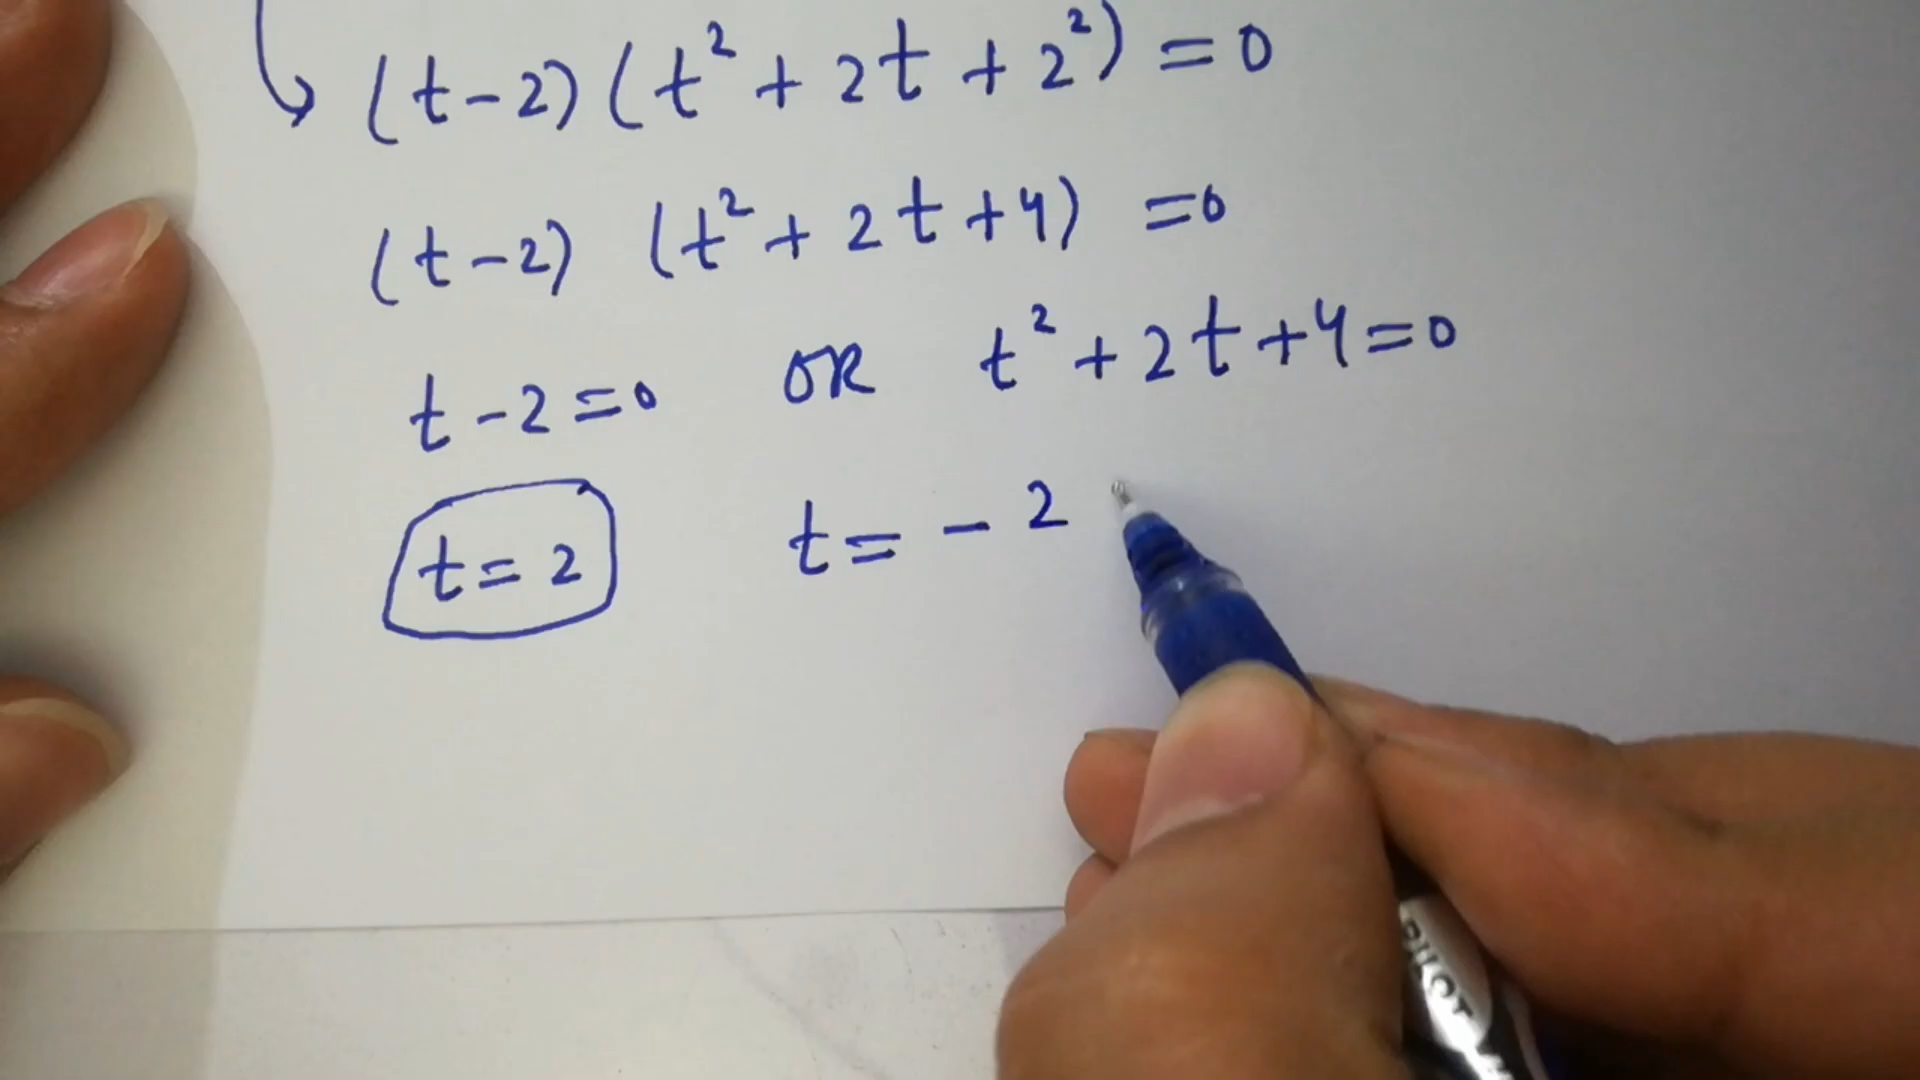 (t-2)(t²+2t+2²)=0
(t-2) (t²+2t+4) =0
t-2=0 OR t²+2t+4=0
t=2 t=-2
PILOT